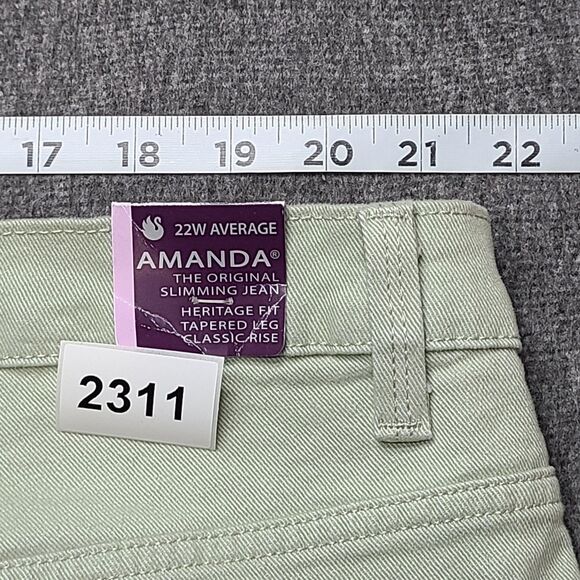 17 18 19 20 21 22
22W AVERAGE
AMANDA®
THE ORIGINAL
SLIMMING JEAN
HERITAGE FIT
TAPERED LEG
CLASSIC RISE
2311